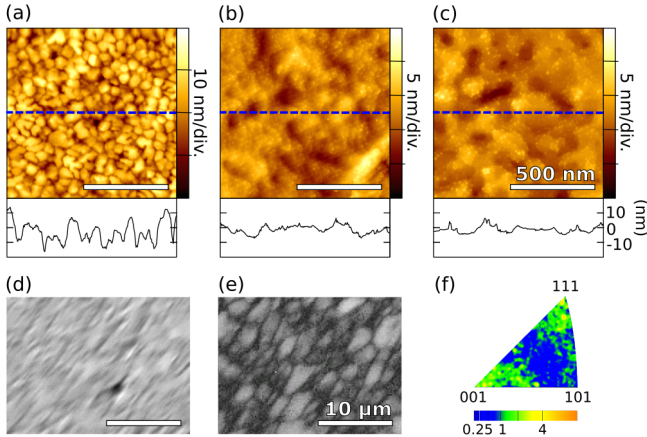 (a)
(b)
(c)
10 nm/div.
5 nm/div.
5 nm/div.
500 nm
10
0
-10
(nm)
(d)
(e)
(f)
10 µm
111
001
101
0.25 1 4